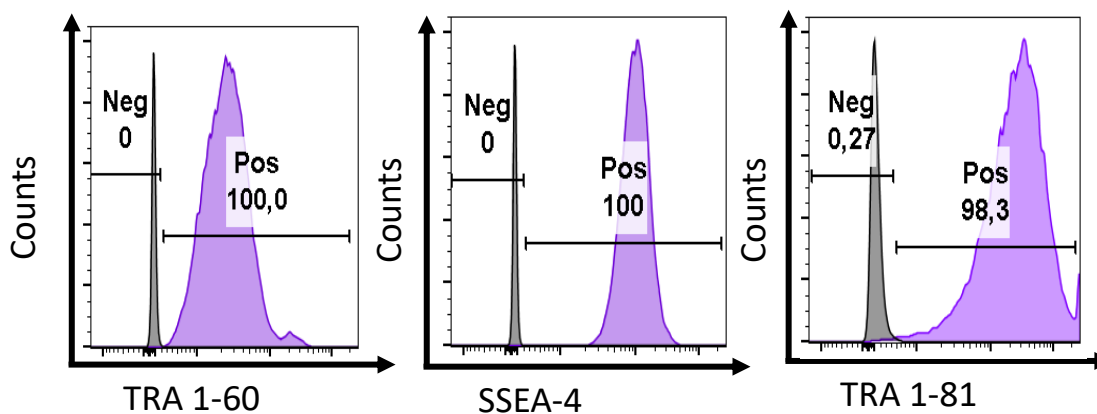 Counts
Neg
0
Pos
100,0
TRA 1-60
Counts
Neg
0
Pos
100
SSEA-4
Counts
Neg
0,27
Pos
98,3
TRA 1-81